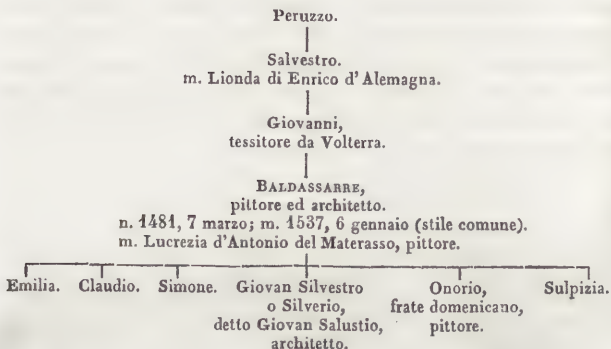 Peruzzo.
Salvestro.
m. Lionda di Enrico d'Alemagna.
Giovanni,
tessitore da Volterra.
BALDASSARRE,
pittore ed architetto.
n. 1481, 7 marzo; m. 1537, 6 gennaio (stile comune).
m. Lucrezia d'Antonio del Materasso, pittore.
Emilia. Claudio. Simone. Giovan Silvestro Onorio, Sulpizia.
o Silverio, frate domenicano,
detto Giovan Salustio, pittore.
architetto.